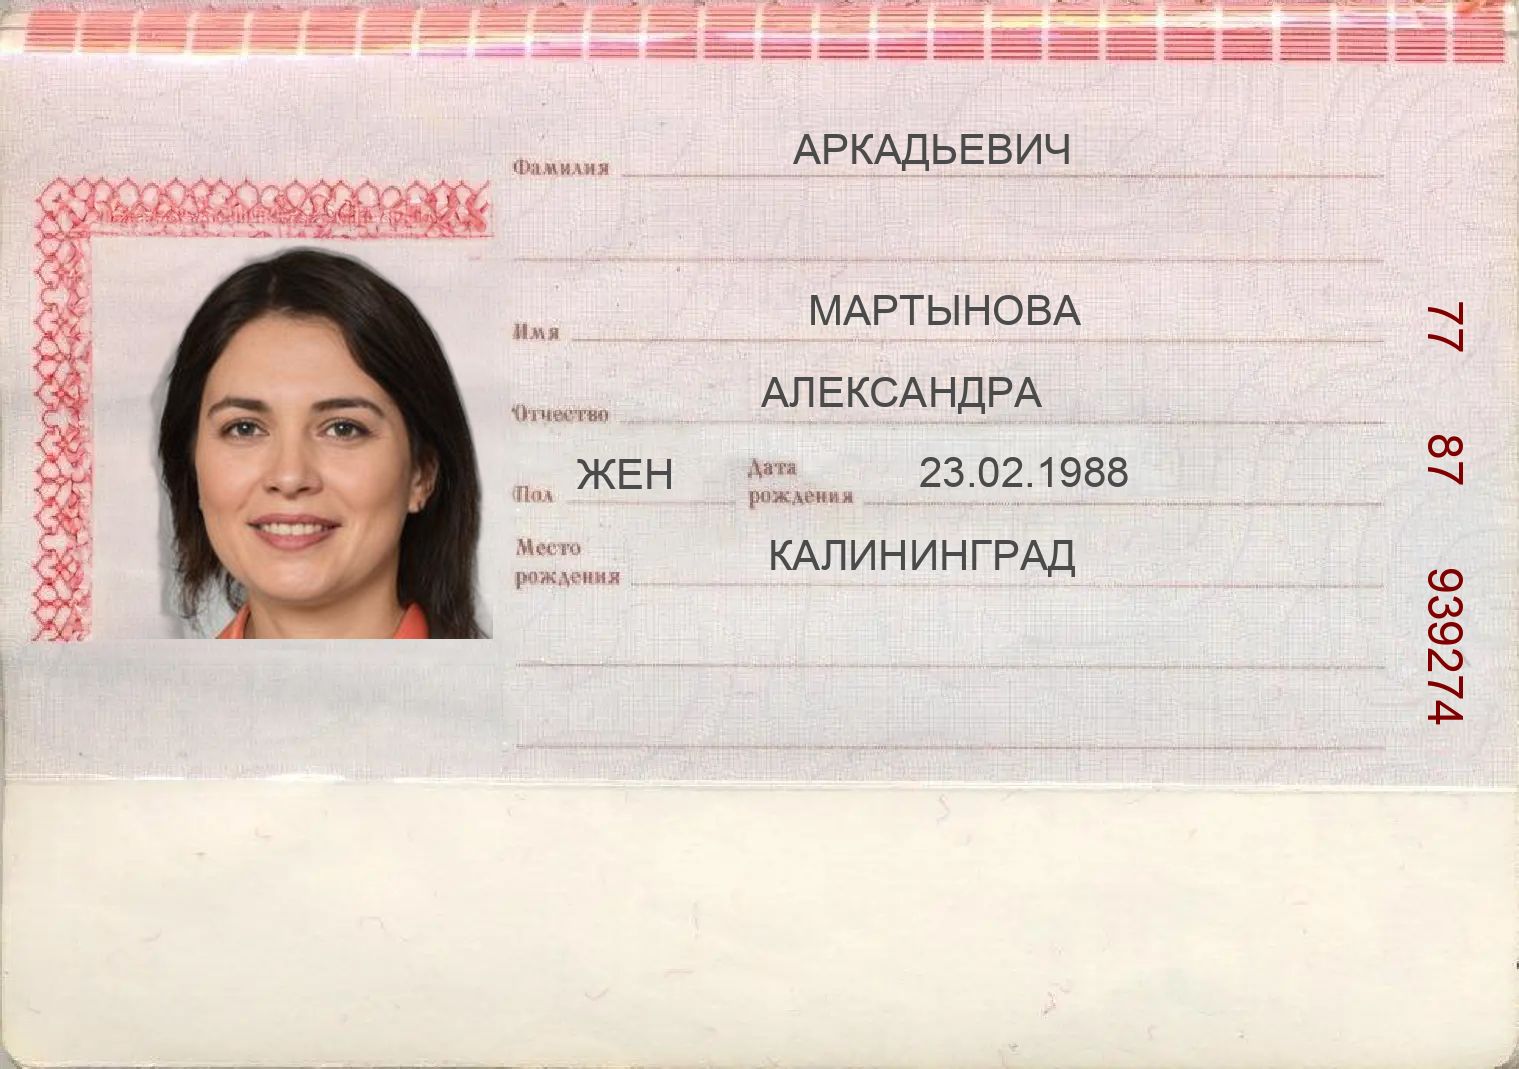 Фамилия АРКАДЬЕВИЧ
Имя МАРТЫНОВА
Отчество АЛЕКСАНДРА
Пол ЖЕН Дата рождения 23.02.1988
Место рождения КАЛИНИНГРАД
77 87 939274